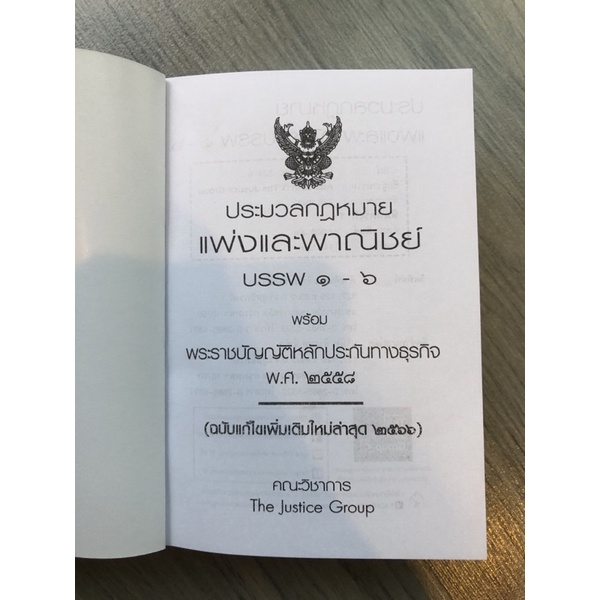 ประมวลกฎหมาย
แพ่งและพาณิชย์
บรรพ ๑ - ๖
พร้อม
พระราชบัญญัติหลักประกันทางธุรกิจ
พ.ศ. ๒๕๕๘
(ฉบับแก้ไขเพิ่มเติมใหม่ล่าสุด ๒๕๖๖)
คณะวิชาการ
The Justice Group